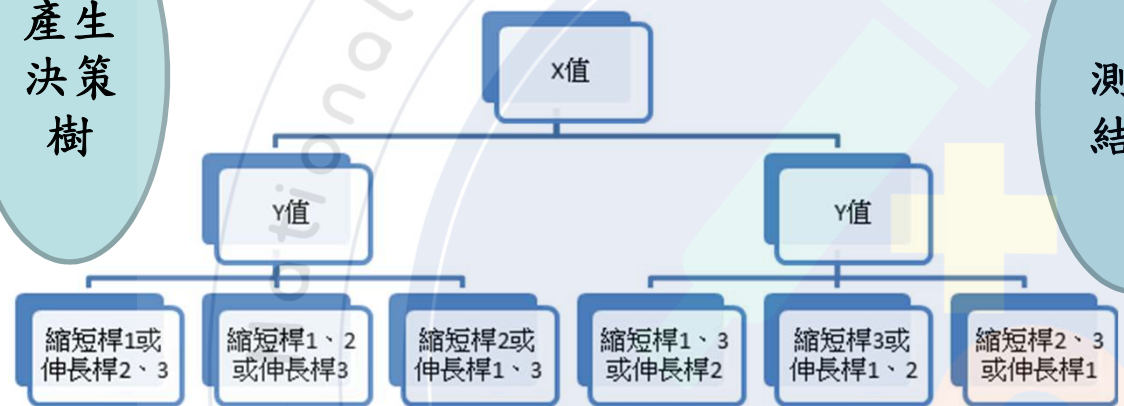 產生
決策
樹
X值
測
結
Y值
Y值
縮短桿1或
伸長桿2、3
縮短桿1、2
或伸長桿3
縮短桿2或
伸長桿1、3
縮短桿1、3
或伸長桿2
縮短桿3或
伸長桿1、2
縮短桿2、3
或伸長桿1